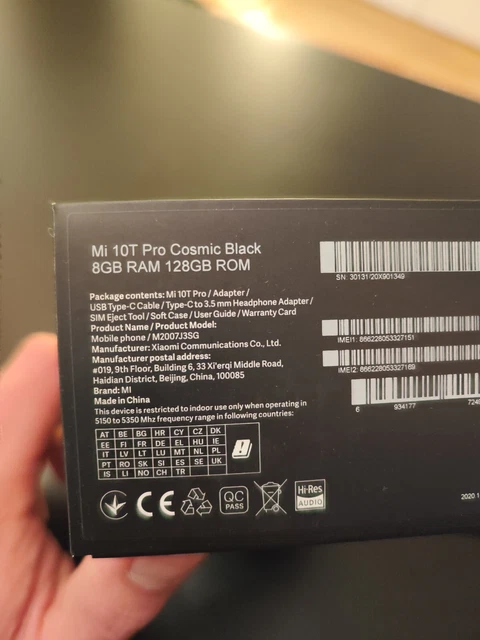 Mi 10T Pro Cosmic Black
8GB RAM 128GB ROM
Package contents: Mi 10T Pro / Adapter /
USB Type-C Cable / Type-C to 3.5 mm Headphone Adapter /
SIM Eject Tool / Soft Case / User Guide / Warranty Card
Product Name / Product Model:
Mobile phone / M2007J3SG
Manufacturer: Xiaomi Communications Co., Ltd.
Manufacturer postal address:
#019, 9th Floor, Building 6, 33 Xi'erqi Middle Road,
Haidian District, Beijing, China, 100085
Brand: MI
Made in China
This device is restricted to indoor use only when operating in
5150 to 5350 Mhz frequency range in following countries:
AT BE BG HR CY CZ DK
EE FI FR DE EL HU IE
IT LV LT LU MT NL PL
PT RO SK SI ES SE UK
IS LI NO CH TR
CE
QC
PASS
Hi-Res
AUDIO
SN: 30131/20X901349
IMEI1: 866228053327151
IMEI2: 866228053327169
6 934177 7249
2020.1